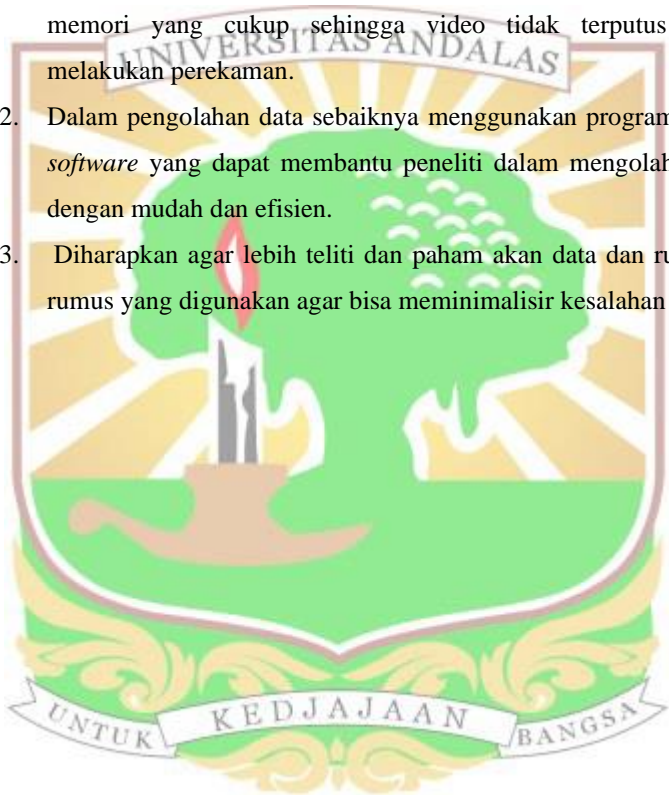 memori yang cukup sehingga video tidak terputus
UNIVERSITAS ANDALAS
melakukan perekaman.
2. Dalam pengolahan data sebaiknya menggunakan program
software yang dapat membantu peneliti dalam mengolah
dengan mudah dan efisien.
3. Diharapkan agar lebih teliti dan paham akan data dan ru
rumus yang digunakan agar bisa meminimalisir kesalahan
UNTUK KEDJAJAAN BANGSA